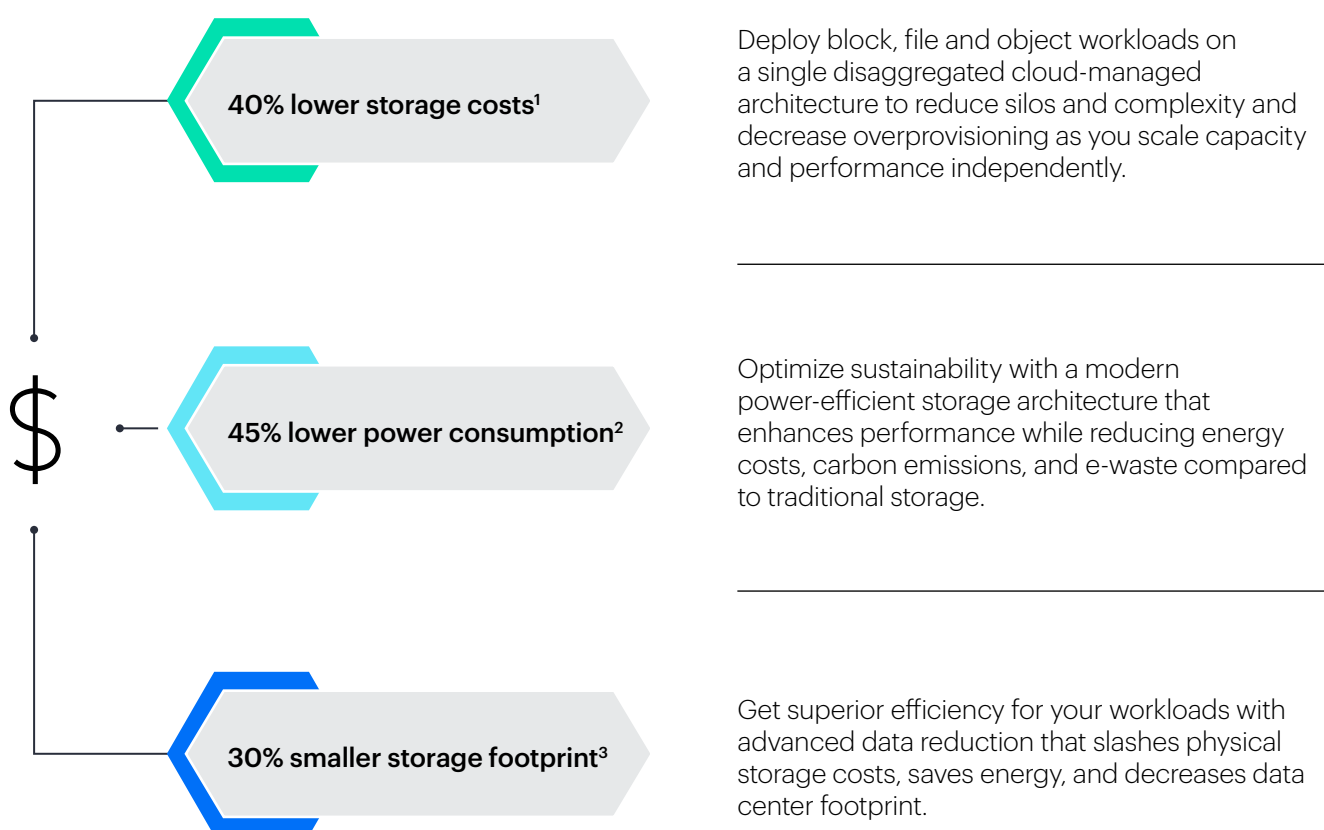 40% lower storage costs¹
Deploy block, file and object workloads on
a single disaggregated cloud-managed
architecture to reduce silos and complexity and
decrease overprovisioning as you scale capacity
and performance independently.
$
45% lower power consumption²
Optimize sustainability with a modern
power-efficient storage architecture that
enhances performance while reducing energy
costs, carbon emissions, and e-waste compared
to traditional storage.
30% smaller storage footprint³
Get superior efficiency for your workloads with
advanced data reduction that slashes physical
storage costs, saves energy, and decreases data
center footprint.